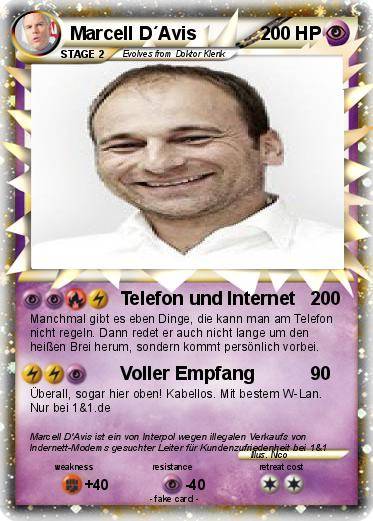 Marcell D´Avis 200 HP
STAGE 2 Evolves from Doktor Klenk
Telefon und Internet 200
Manchmal gibt es eben Dinge, die kann man am Telefon
nicht regeln. Dann redet er auch nicht lange um den
heißen Brei herum, sondern kommt persönlich vorbei.
Voller Empfang 90
Überall, sogar hier oben! Kabellos. Mit bestem W-Lan.
Nur bei 1&1.de
Marcell D'Avis ist ein von Interpol wegen illegalen Verkaufs von
Indernett-Modems gesuchter Leiter für Kundenzufriedenheit bei 1&1
Illus. Nco
weakness resistance retreat cost
+40 -40
- fake card -